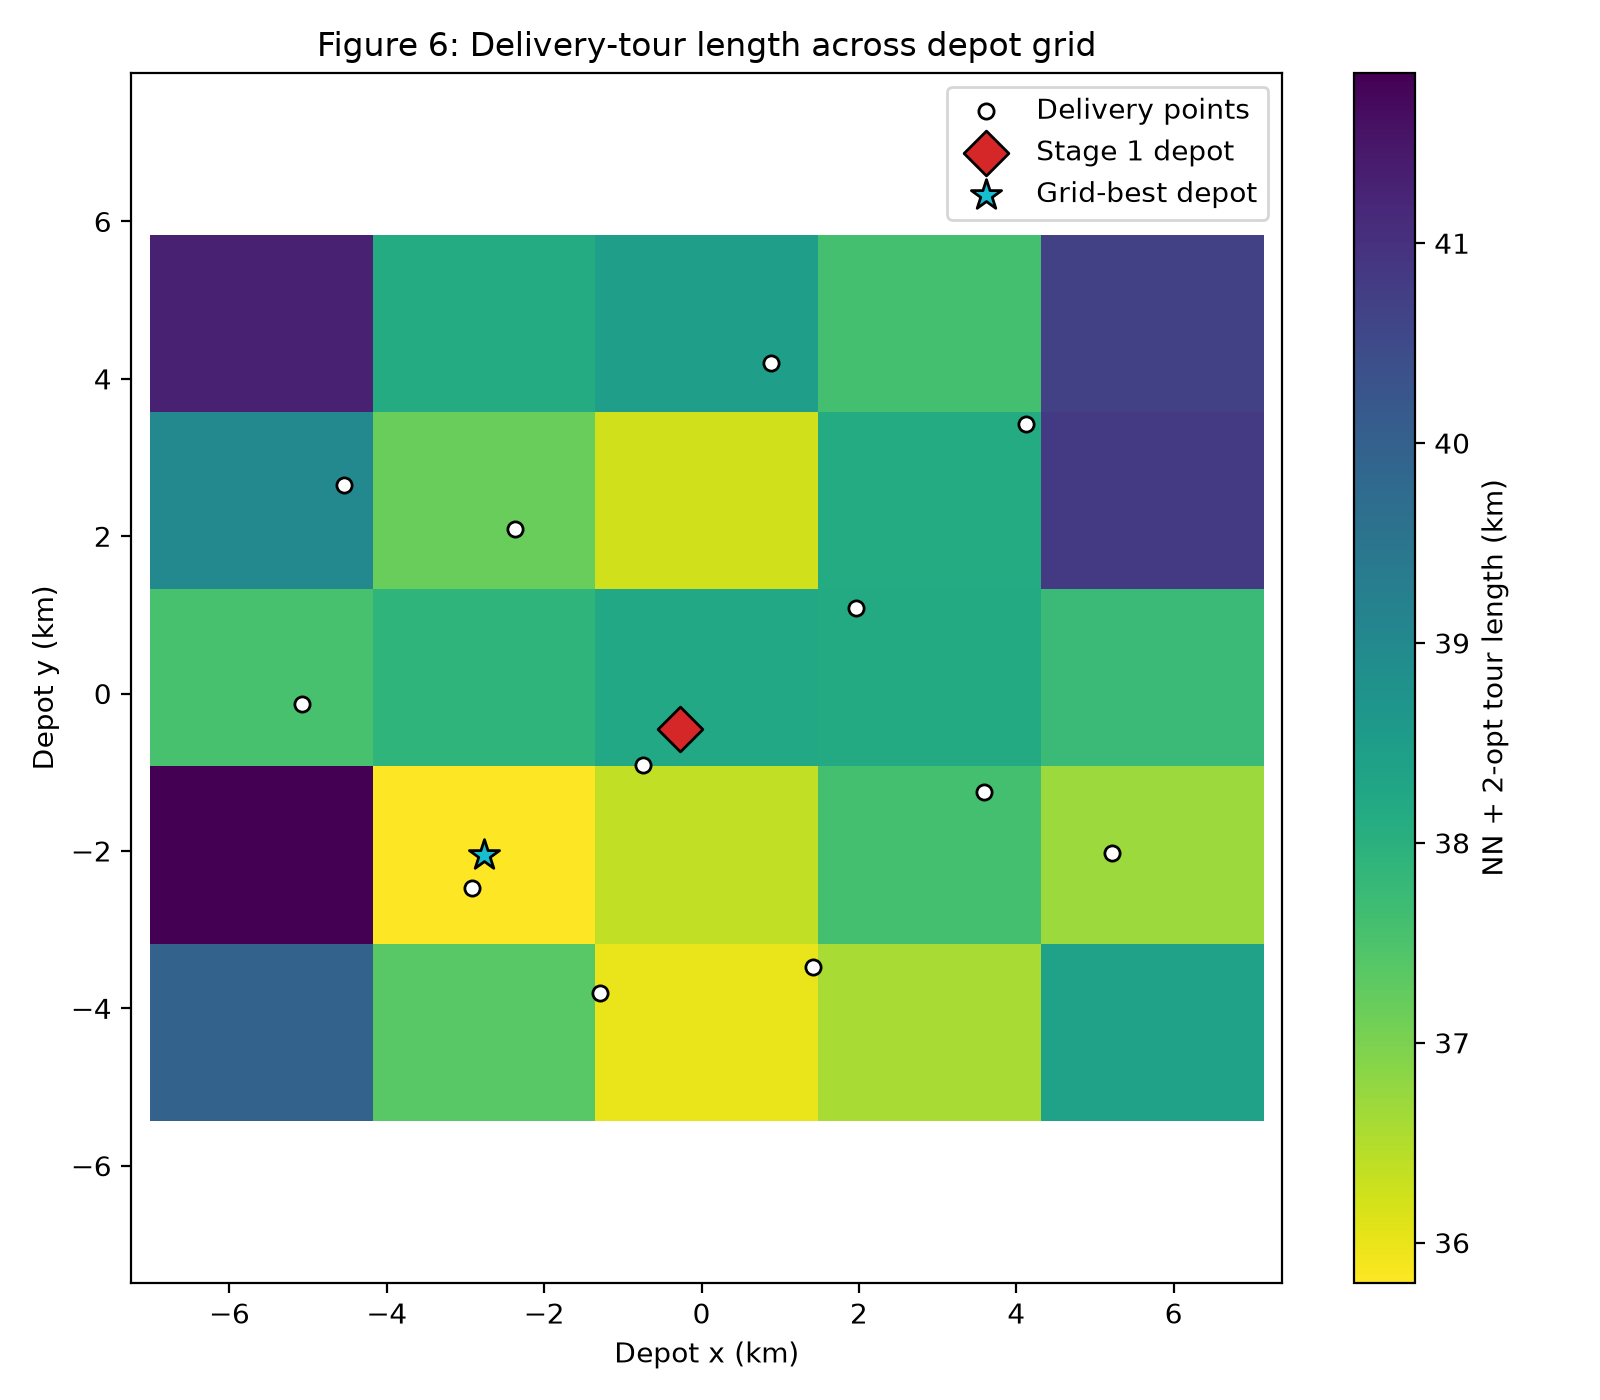 Figure 6: Delivery-tour length across depot grid
Delivery points
Stage 1 depot
Grid-best depot
6
4
2
0
−2
−4
−6
Depot y (km)
−6
−4
−2
0
2
4
6
Depot x (km)
41
40
39
38
37
36
NN + 2-opt tour length (km)